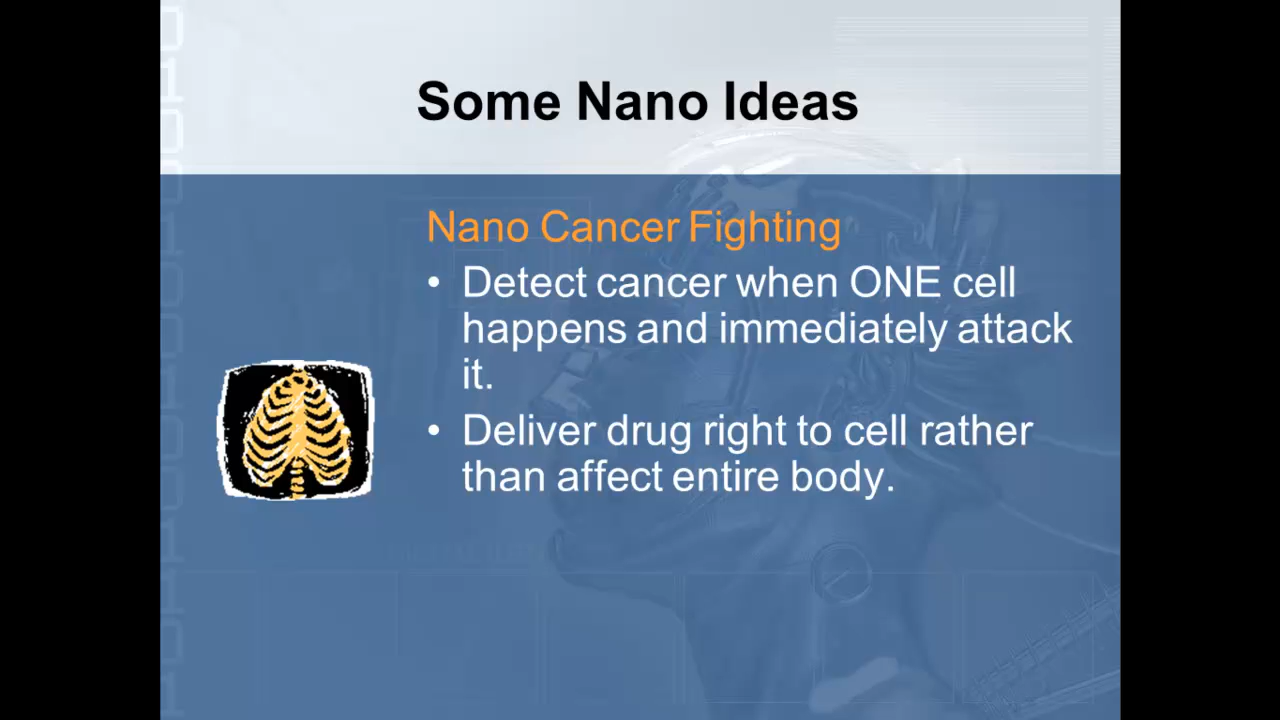 Some Nano Ideas
Nano Cancer Fighting
• Detect cancer when ONE cell
happens and immediately attack
it.
• Deliver drug right to cell rather
than affect entire body.